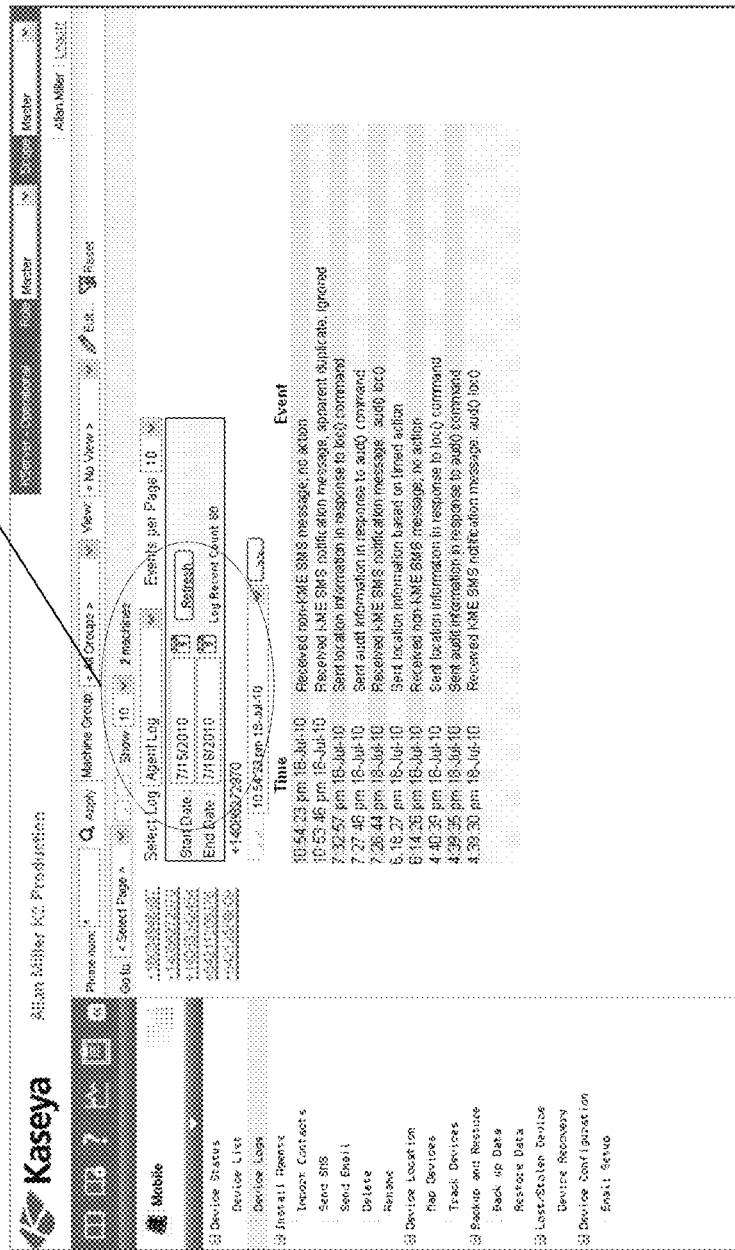 Kaseya
Allan Miller K2 Production
Master
Master
Allan Miller Logoff
Apply Machine Group: < All Groups > View: < No View > Edit... Reset
Go to: < Select Page > Show 10 2 machines
Mobile
Device Status
Device List
Device Logs
Install Agents
Import Contacts
Send SMS
Send Email
Delete
Rename
Device Location
Map Devices
Track Devices
Backup and Restore
Back up Data
Restore Data
Lost/Stolen Device
Device Recovery
Device Configuration
Email Setup
Select Log Agent Log Events per Page 10
Start Date: 7/15/2010 Refresh
End Date: 7/18/2010 Log Record Count
10:54:23 pm 18-Jul-10
Time Event
10:54:23 pm 18-Jul-10 Received non-KME SMS message, no action
10:53:46 pm 18-Jul-10 Received KME SMS notification message, apparent duplicate, ignored
7:32:57 pm 18-Jul-10 Sent location information in response to loc() command
7:27:48 pm 18-Jul-10 Sent audit information in response to aud() command
7:26:44 pm 18-Jul-10 Received KME SMS notification message: aud() loc()
6:18:27 pm 18-Jul-10 Sent location information based on timed action
6:14:26 pm 18-Jul-10 Received non-KME SMS message, no action
4:40:39 pm 18-Jul-10 Sent location information in response to loc() command
4:39:35 pm 18-Jul-10 Sent audit information in response to aud() command
4:39:30 pm 18-Jul-10 Received KME SMS notification message: aud() loc()